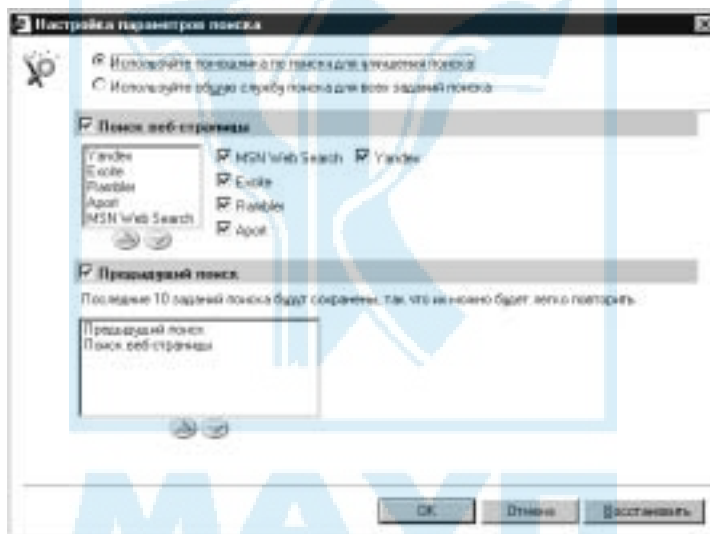 Настройка параметров поиска
Используйте помощника по поиску для улучшения поиска
Используйте общую службу поиска для всех заданий поиска
Поиск веб-страницы
Yandex
Excite
Rambler
Aport
MSN Web Search
MSN Web Search Yandex
Excite
Rambler
Aport
Предыдущий поиск
Последние 10 заданий поиска будут сохранены, так что их можно будет легко повторить.
Предыдущий поиск
Поиск веб-страницы
OK Отмена Восстановить
МАУП